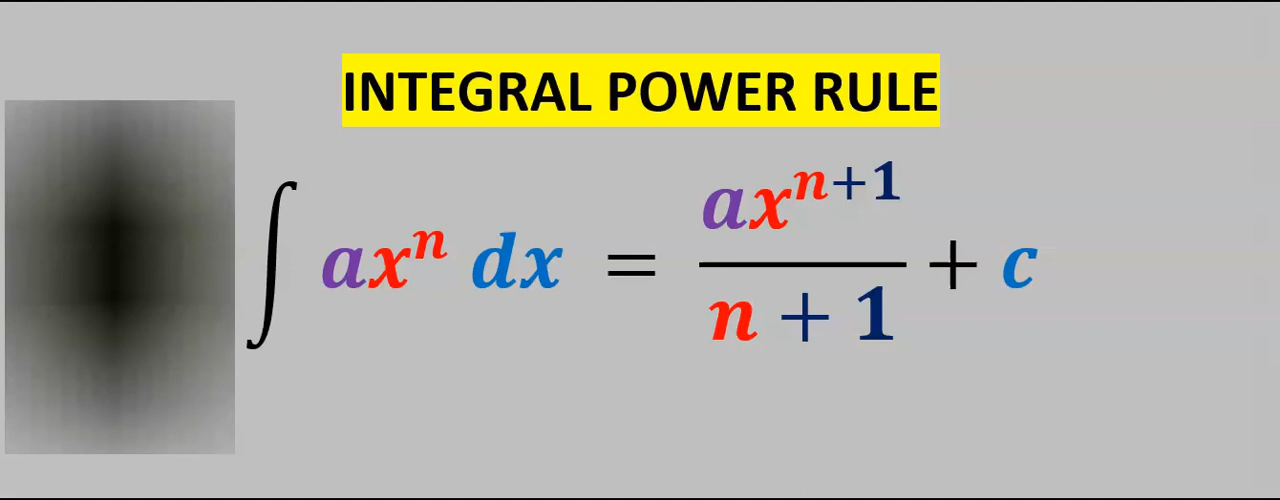 INTEGRAL POWER RULE
∫ axⁿ dx = axⁿ⁺¹ / n + 1 + c